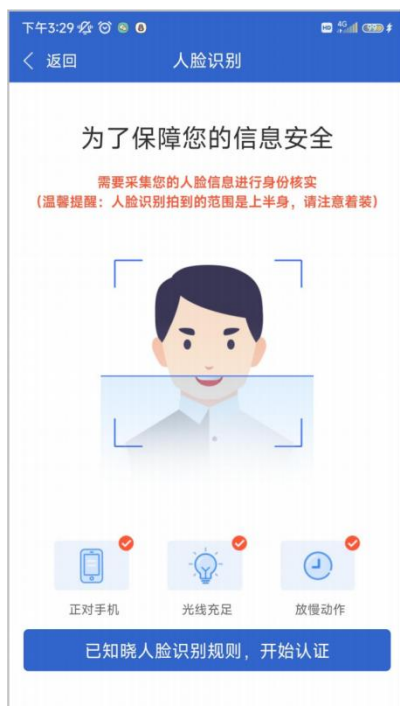 下午3:29 HD 4G 99
返回 人脸识别
为了保障您的信息安全
需要采集您的人脸信息进行身份核实
(温馨提醒：人脸识别拍到的范围是上半身，请注意着装)
正对手机 光线充足 放慢动作
已知晓人脸识别规则，开始认证